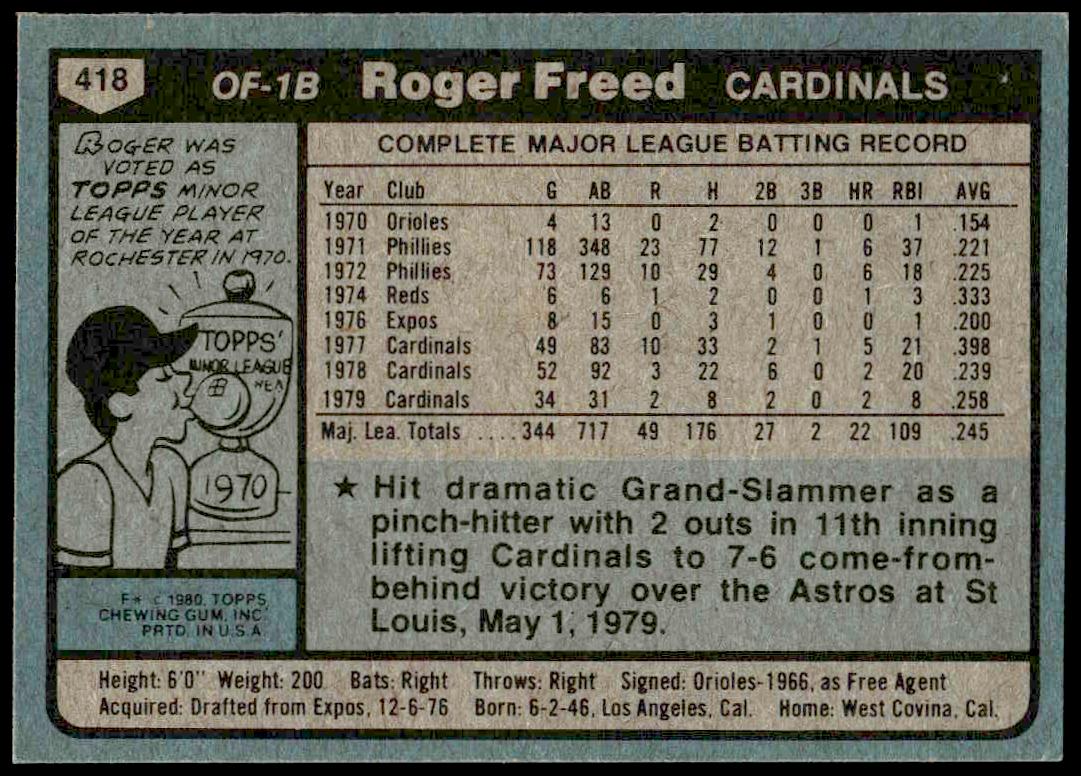 418 OF-1B Roger Freed CARDINALS
ROGER WAS
VOTED AS
TOPPS MINOR
LEAGUE PLAYER
OF THE YEAR AT
ROCHESTER IN 1970.
TOPPS'
MINOR LEAGUE
1970
F* © 1980, TOPPS
CHEWING GUM, INC.
PRTD. IN U.S.A.
COMPLETE MAJOR LEAGUE BATTING RECORD
Year Club G AB R H 2B 3B HR RBI AVG
1970 Orioles 4 13 0 2 0 0 0 1 .154
1971 Phillies 118 348 23 77 12 1 6 37 .221
1972 Phillies 73 129 10 29 4 0 6 18 .225
1974 Reds 6 6 1 2 0 0 1 3 .333
1976 Expos 8 15 0 3 1 0 0 1 .200
1977 Cardinals 49 83 10 33 2 1 5 21 .398
1978 Cardinals 52 92 3 22 6 0 2 20 .239
1979 Cardinals 34 31 2 8 2 0 2 8 .258
Maj. Lea. Totals .... 344 717 49 176 27 2 22 109 .245
★ Hit dramatic Grand-Slammer as a
pinch-hitter with 2 outs in 11th inning
lifting Cardinals to 7-6 come-from-
behind victory over the Astros at St
Louis, May 1, 1979.
Height: 6'0" Weight: 200 Bats: Right Throws: Right Signed: Orioles-1966, as Free Agent
Acquired: Drafted from Expos, 12-6-76 Born: 6-2-46, Los Angeles, Cal. Home: West Covina, Cal.